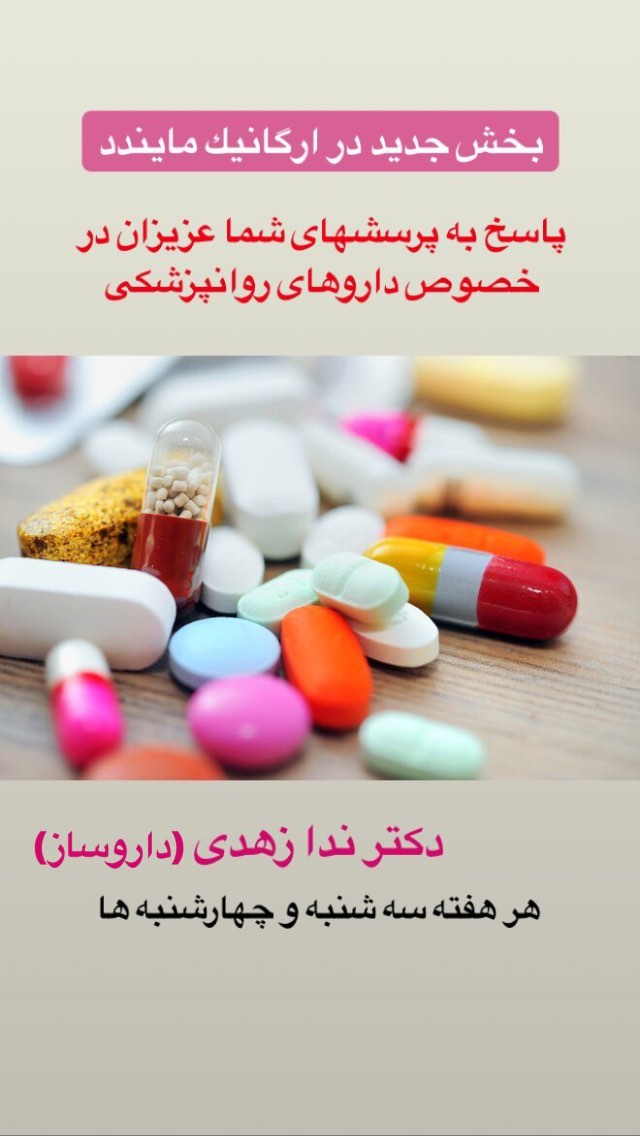 بخش جدید در ارگانیك مایندد
پاسخ به پرسشهای شما عزیزان در
خصوص داروهای روانپزشکی
دکتر ندا زهدی (داروساز)
هر هفته سه شنبه و چهارشنبه ها